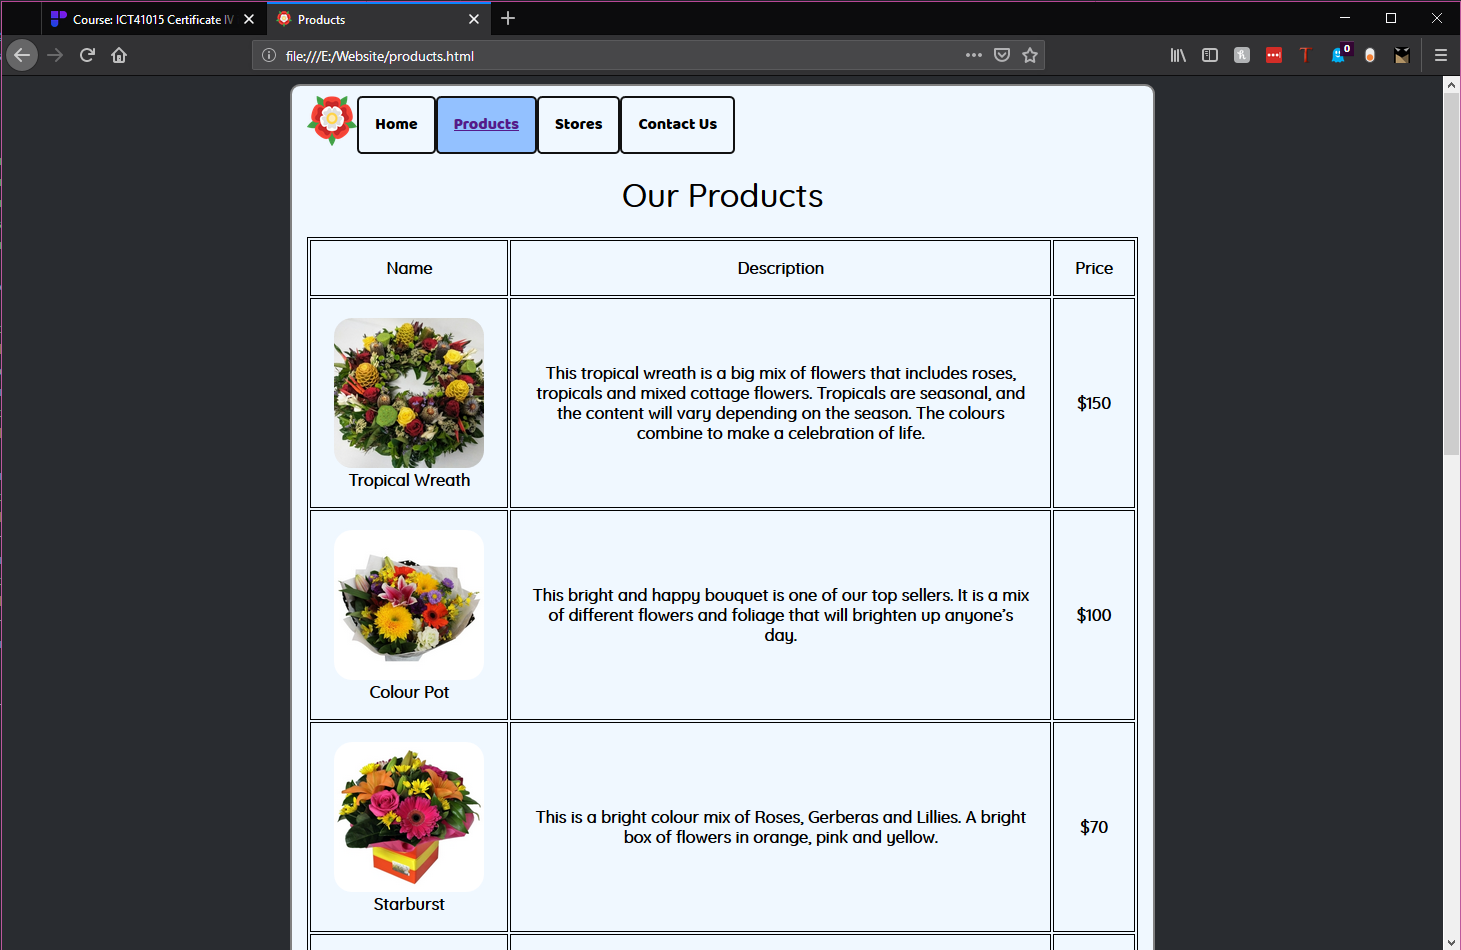 Course: ICT41015 Certificate IV
Products
file:///E:/Website/products.html
0
Home
Products
Stores
Contact Us
Our Products
Name
Description
Price
This tropical wreath is a big mix of flowers that includes roses,
tropicals and mixed cottage flowers. Tropicals are seasonal, and
the content will vary depending on the season. The colours
combine to make a celebration of life.
$150
Tropical Wreath
This bright and happy bouquet is one of our top sellers. It is a mix
of different flowers and foliage that will brighten up anyone's
day.
$100
Colour Pot
This is a bright colour mix of Roses, Gerberas and Lillies. A bright
box of flowers in orange, pink and yellow.
$70
Starburst